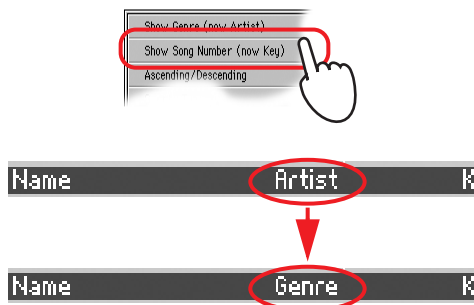 Show Genre (now Artist)
Show Song Number (now Key)
Ascending/Descending
Name Artist K
Name Genre K